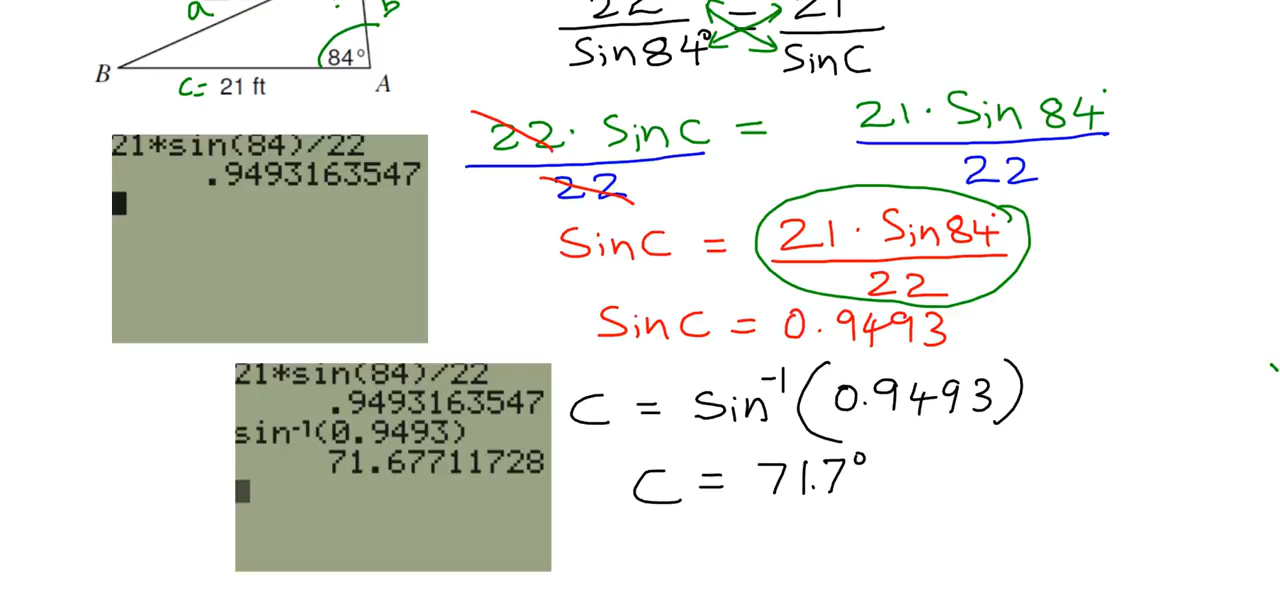 a b 22/Sin84° = 21/SinC
84°
B C= 21 ft A
22 · SinC / 22 = 21 · Sin 84° / 22
21*sin(84)/22
.9493163547
SinC = 21 · Sin84° / 22
SinC = 0.9493
21*sin(84)/22
.9493163547
sin⁻¹(0.9493)
71.67711728
C = Sin⁻¹(0.9493)
C = 71.7°